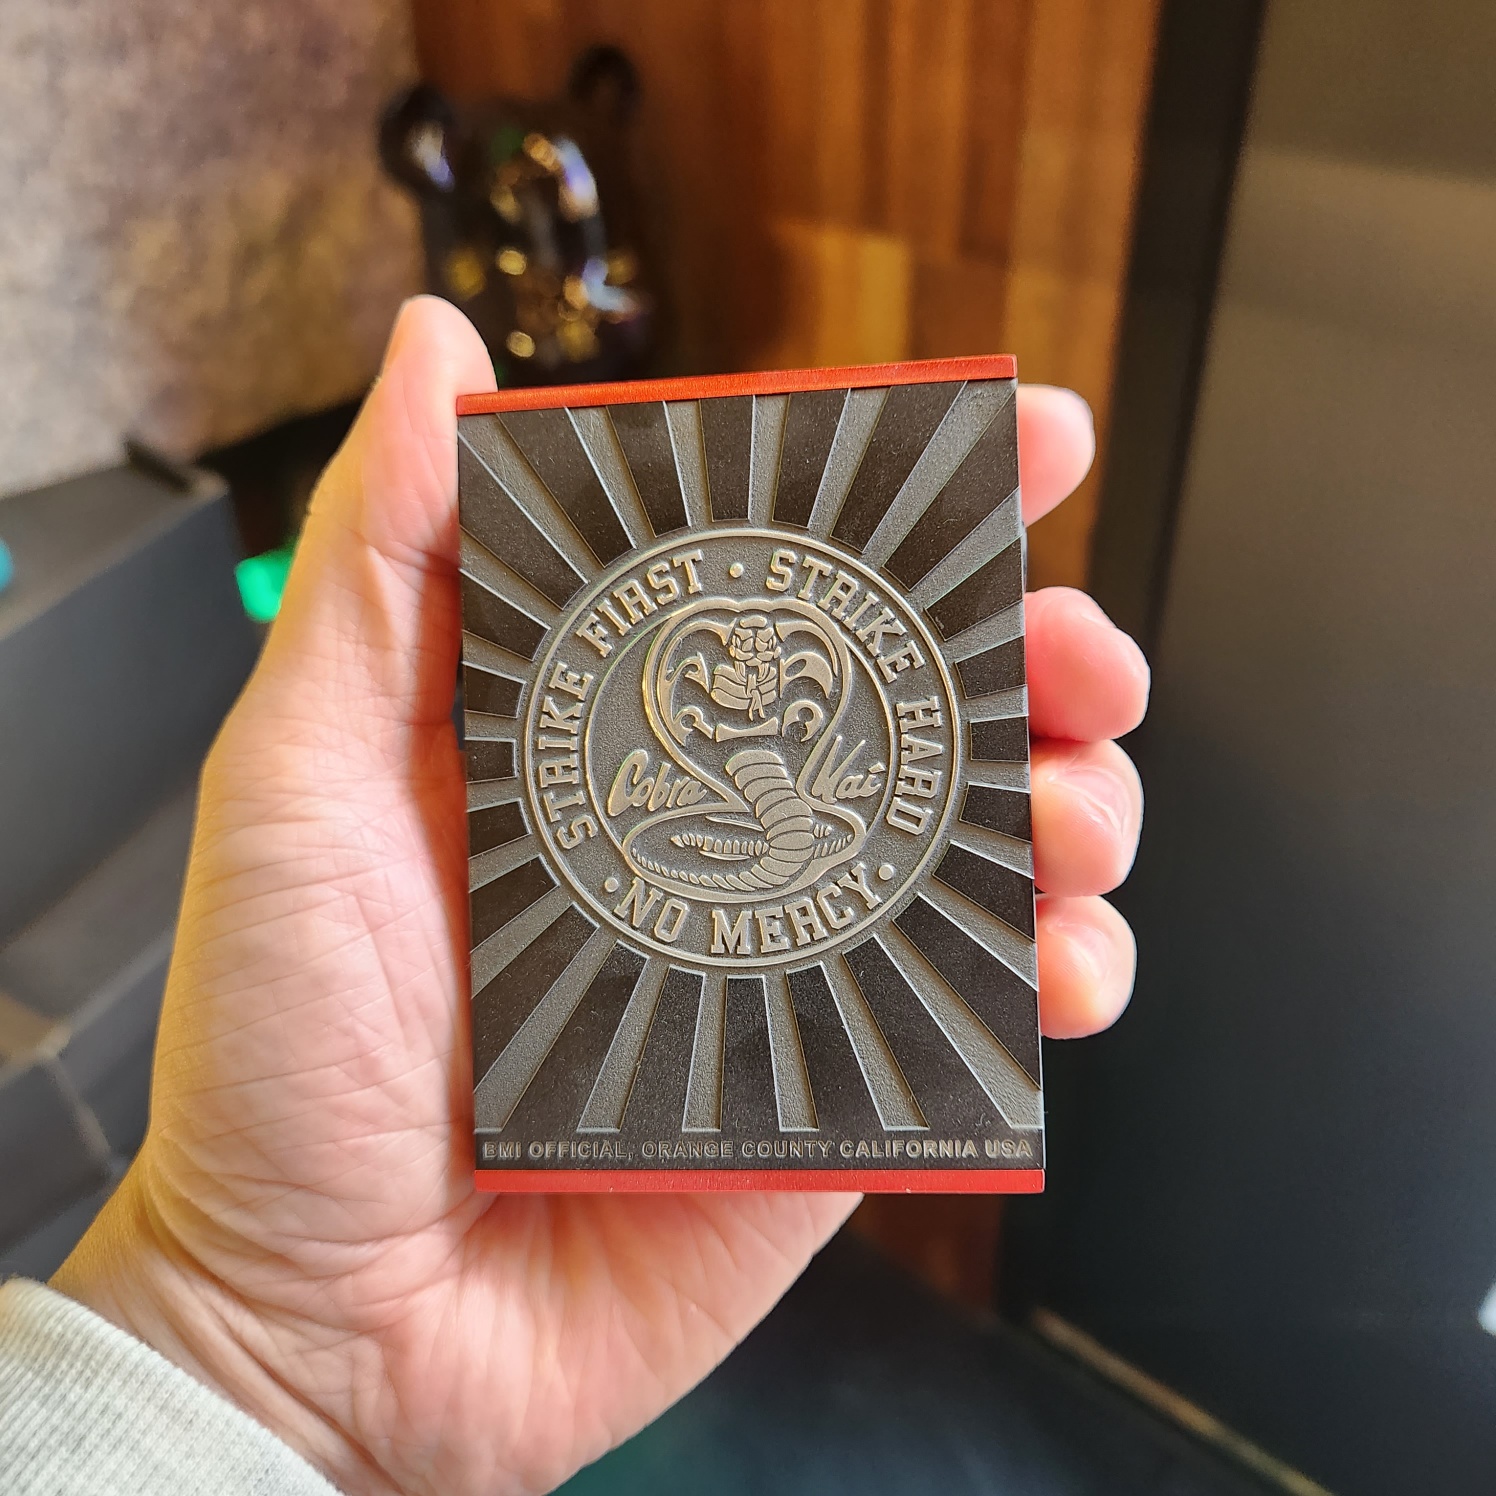 STRIKE FIRST • STRIKE HARD
• NO MERCY •
Cobra Kai
BMI OFFICIAL, ORANGE COUNTY CALIFORNIA USA